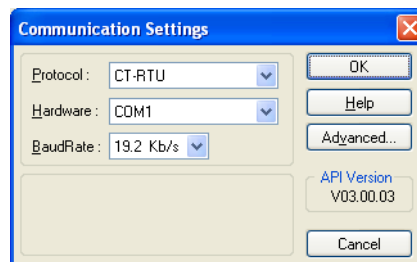 Communication Settings
Protocol : CT-RTU
Hardware : COM1
BaudRate : 19.2 Kb/s
OK
Help
Advanced...
API Version
V03.00.03
Cancel